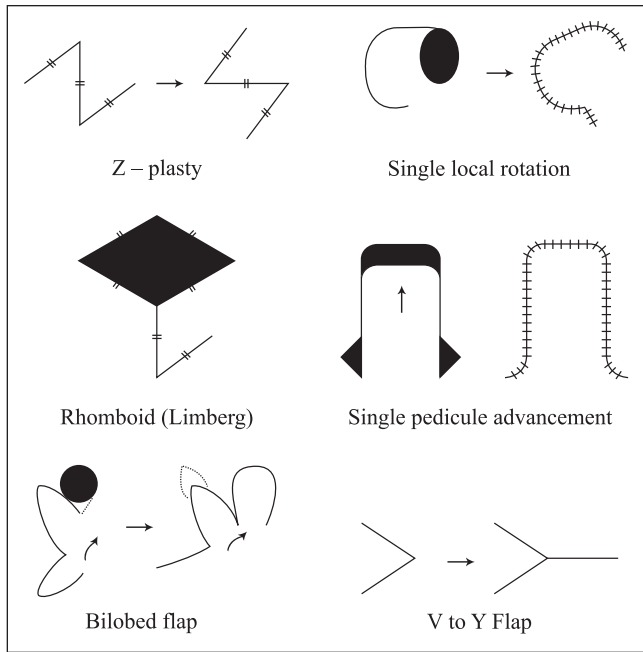 Z – plasty
Single local rotation
Rhomboid (Limberg)
Single pedicule advancement
Bilobed flap
V to Y Flap